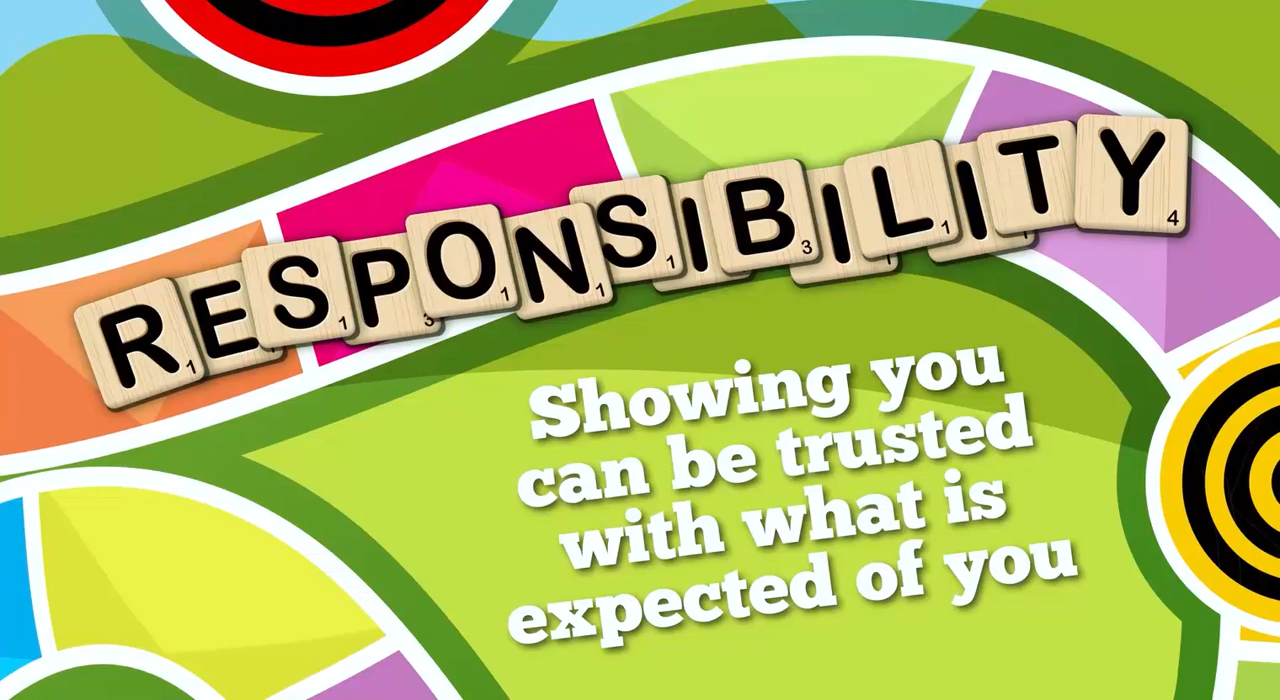 RESPONSIBILITY
Showing you
can be trusted
with what is
expected of you